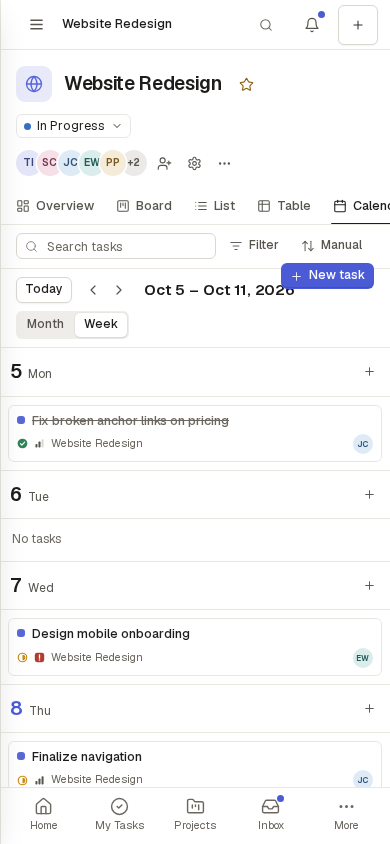 Website Redesign
Website Redesign
In Progress
TI SC JC EW PP +2
Overview Board List Table
Search tasks Filter Manual
New task
Today Oct 5 – Oct 11, 2026
Month Week
5 Mon
Fix broken anchor links on pricing
Website Redesign JC
6 Tue
No tasks
7 Wed
Design mobile onboarding
Website Redesign EW
8 Thu
Finalize navigation
Website Redesign JC
Home My Tasks Projects Inbox More